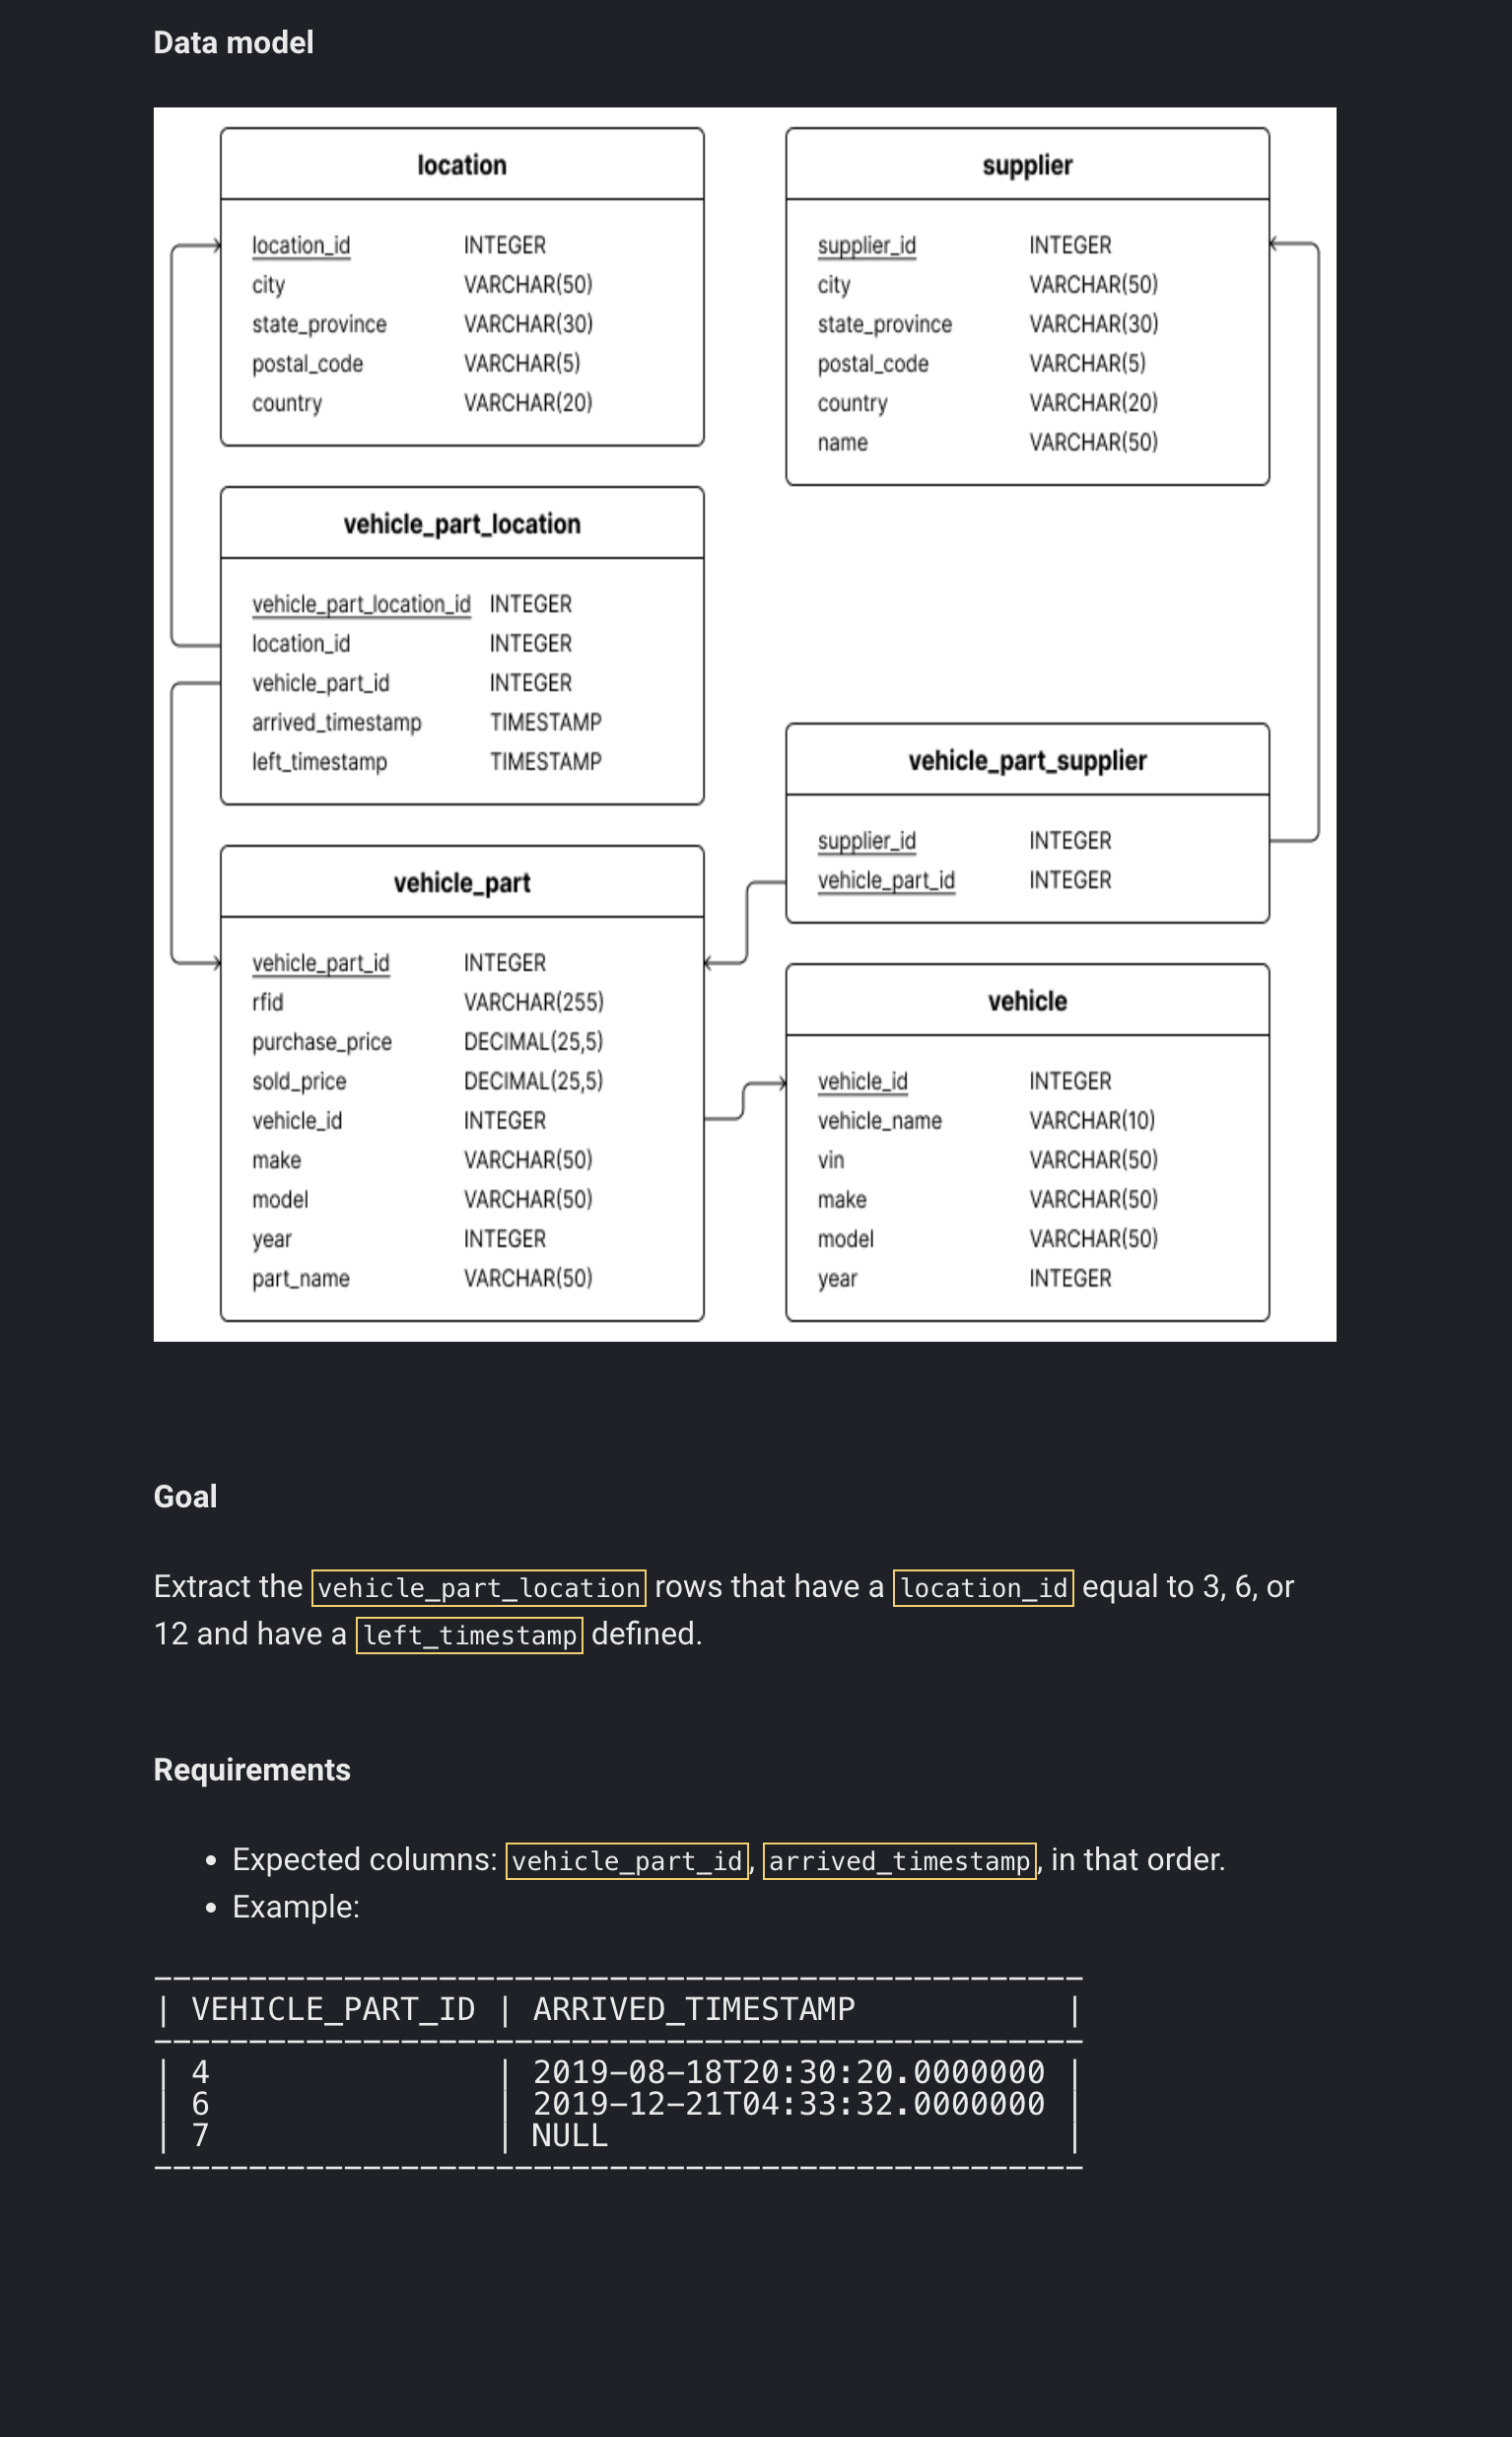 Data model
location
location_id INTEGER
city VARCHAR(50)
state_province VARCHAR(30)
postal_code VARCHAR(5)
country VARCHAR(20)
supplier
supplier_id INTEGER
city VARCHAR(50)
state_province VARCHAR(30)
postal_code VARCHAR(5)
country VARCHAR(20)
name VARCHAR(50)
vehicle_part_location
vehicle_part_location_id INTEGER
location_id INTEGER
vehicle_part_id INTEGER
arrived_timestamp TIMESTAMP
left_timestamp TIMESTAMP
vehicle_part_supplier
supplier_id INTEGER
vehicle_part_id INTEGER
vehicle_part
vehicle_part_id INTEGER
rfid VARCHAR(255)
purchase_price DECIMAL(25,5)
sold_price DECIMAL(25,5)
vehicle_id INTEGER
make VARCHAR(50)
model VARCHAR(50)
year INTEGER
part_name VARCHAR(50)
vehicle
vehicle_id INTEGER
vehicle_name VARCHAR(10)
vin VARCHAR(50)
make VARCHAR(50)
model VARCHAR(50)
year INTEGER
Goal
Extract the vehicle_part_location rows that have a location_id equal to 3, 6, or
12 and have a left_timestamp defined.
Requirements
• Expected columns: vehicle_part_id, arrived_timestamp, in that order.
• Example:
-------------------------------------------------
| VEHICLE_PART_ID | ARRIVED_TIMESTAMP           |
-------------------------------------------------
| 4               | 2019-08-18T20:30:20.0000000 |
| 6               | 2019-12-21T04:33:32.0000000 |
| 7               | NULL                        |
-------------------------------------------------